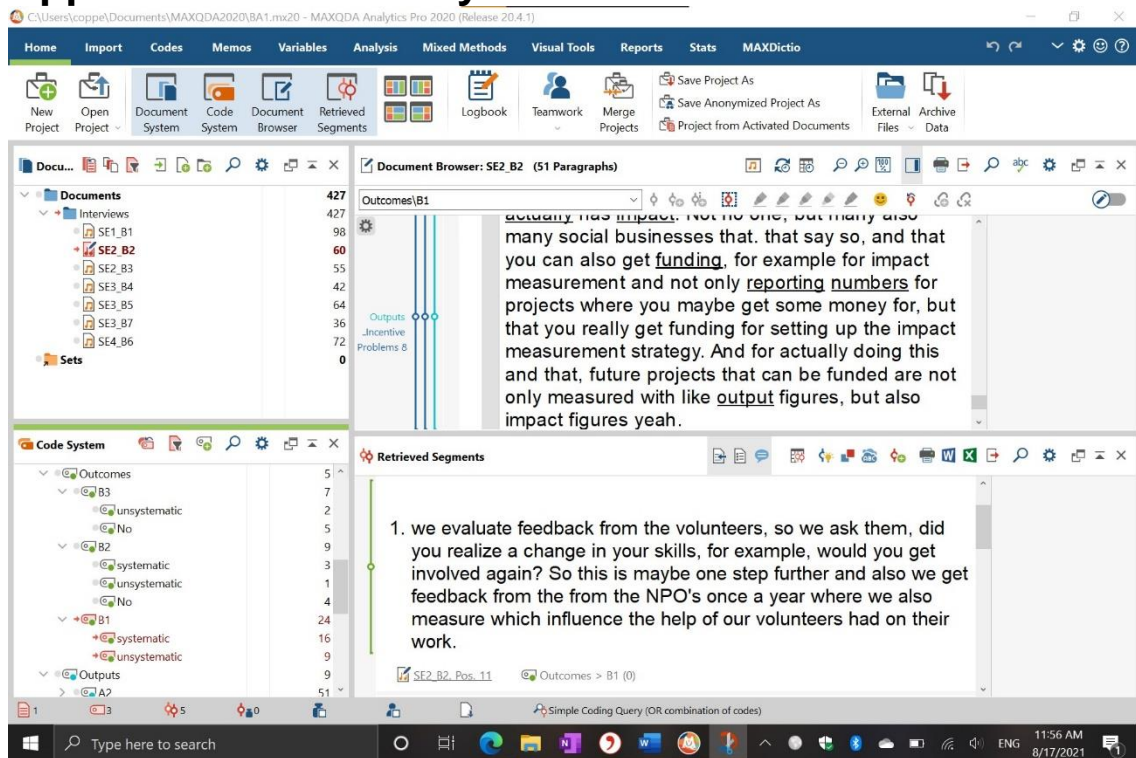 C:\Users\coppe\Documents\MAXQDA2020\BA1.mx20 - MAXQDA Analytics Pro 2020 (Release 20.4.1)
Home Import Codes Memos Variables Analysis Mixed Methods Visual Tools Reports Stats MAXDictio
New Project
Open Project
Document System
Code System
Document Browser
Retrieved Segments
Logbook
Teamwork
Merge Projects
Save Project As
Save Anonymized Project As
Project from Activated Documents
External Files
Archive Data
Docu...
Documents 427
Interviews 427
SE1_B1 98
SE2_B2 60
SE2_B3 55
SE3_B4 42
SE3_B5 64
SE3_B7 36
SE4_B6 72
Sets 0
Document Browser: SE2_B2 (51 Paragraphs)
Outcomes\B1
actually has impact. Not no one, but many also
many social businesses that. that say so, and that
you can also get funding, for example for impact
measurement and not only reporting numbers for
projects where you maybe get some money for, but
that you really get funding for setting up the impact
measurement strategy. And for actually doing this
and that, future projects that can be funded are not
only measured with like output figures, but also
impact figures yeah.
Outputs
..Incentive
Problems 8
Code System
Outcomes 5
B3 7
unsystematic 2
No 5
B2 9
systematic 3
unsystematic 1
No 4
B1 24
systematic 16
unsystematic 9
Outputs 9
A2 51
Retrieved Segments
1. we evaluate feedback from the volunteers, so we ask them, did
you realize a change in your skills, for example, would you get
involved again? So this is maybe one step further and also we get
feedback from the from the NPO's once a year where we also
measure which influence the help of our volunteers had on their
work.
SE2_B2, Pos. 11 Outcomes > B1 (0)
1 3 5 0 Simple Coding Query (OR combination of codes)
Type here to search
ENG 11:56 AM
8/17/2021